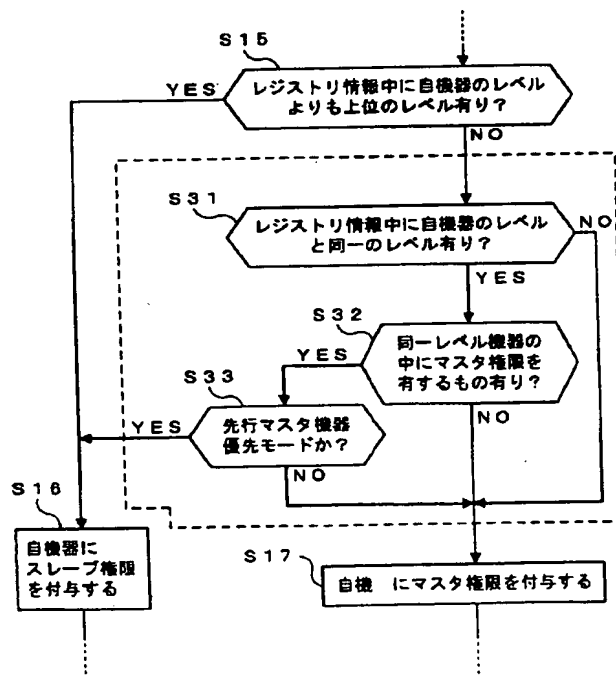 S15
レジストリ情報中に自機器のレベル
よりも上位のレベル有り?
YES
NO
S31
レジストリ情報中に自機器のレベル
と同一のレベル有り?
NO
YES
S32
同一レベル機器の
中にマスタ権限を
有するもの有り?
YES
NO
S33
先行マスタ機器
優先モードか?
YES
NO
S16
自機器に
スレーブ権限
を付与する
S17
自機 にマスタ権限を付与する